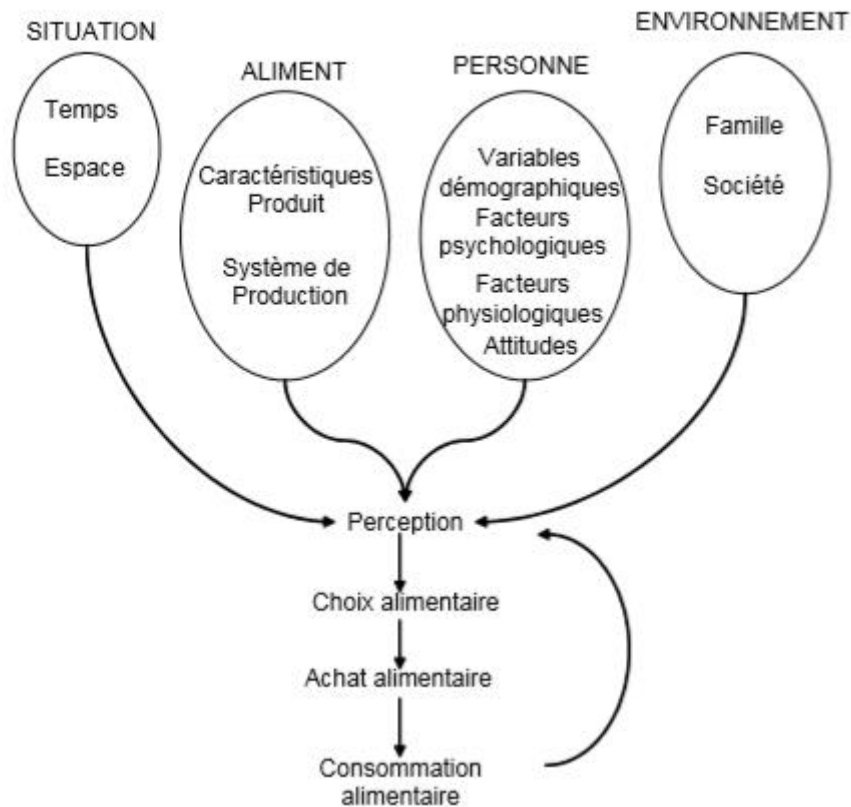 SITUATION
Temps
Espace
ALIMENT
Caractéristiques
Produit
Système de
Production
PERSONNE
Variables
démographiques
Facteurs
psychologiques
Facteurs
physiologiques
Attitudes
ENVIRONNEMENT
Famille
Société
Perception
Choix alimentaire
Achat alimentaire
Consommation
alimentaire